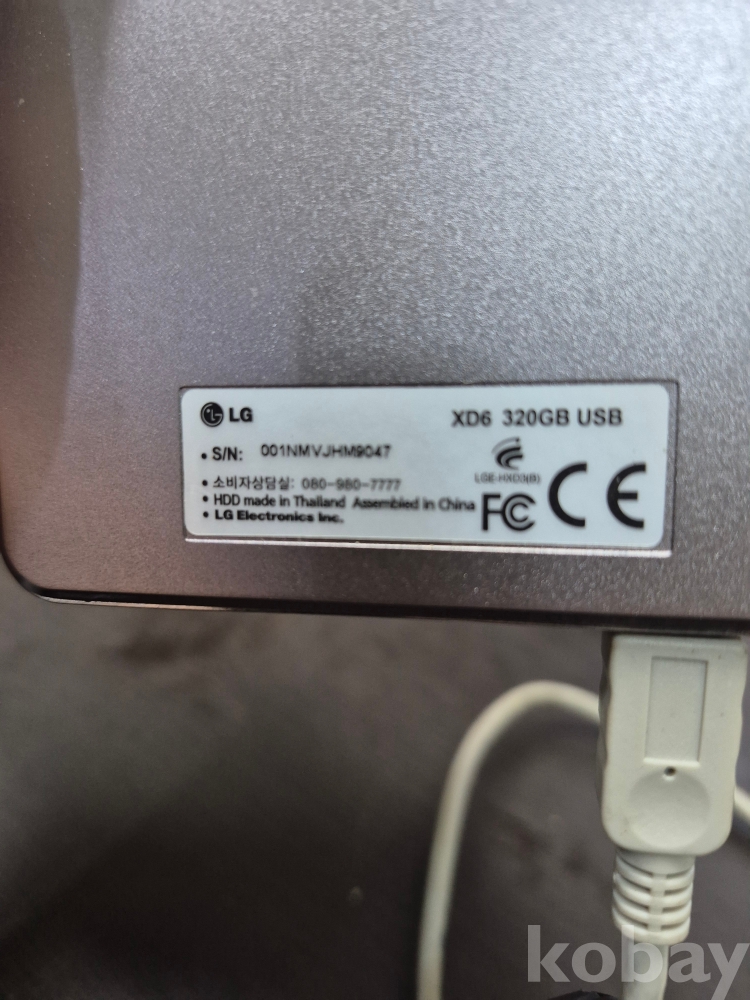 LG XD6 320GB USB
• S/N: 001NMVJHM9047
• 소비자상담실: 080-980-7777
LGE-HXD3(B)
• HDD made in Thailand Assembled in China
• LG Electronics Inc.
FC CE
kobay